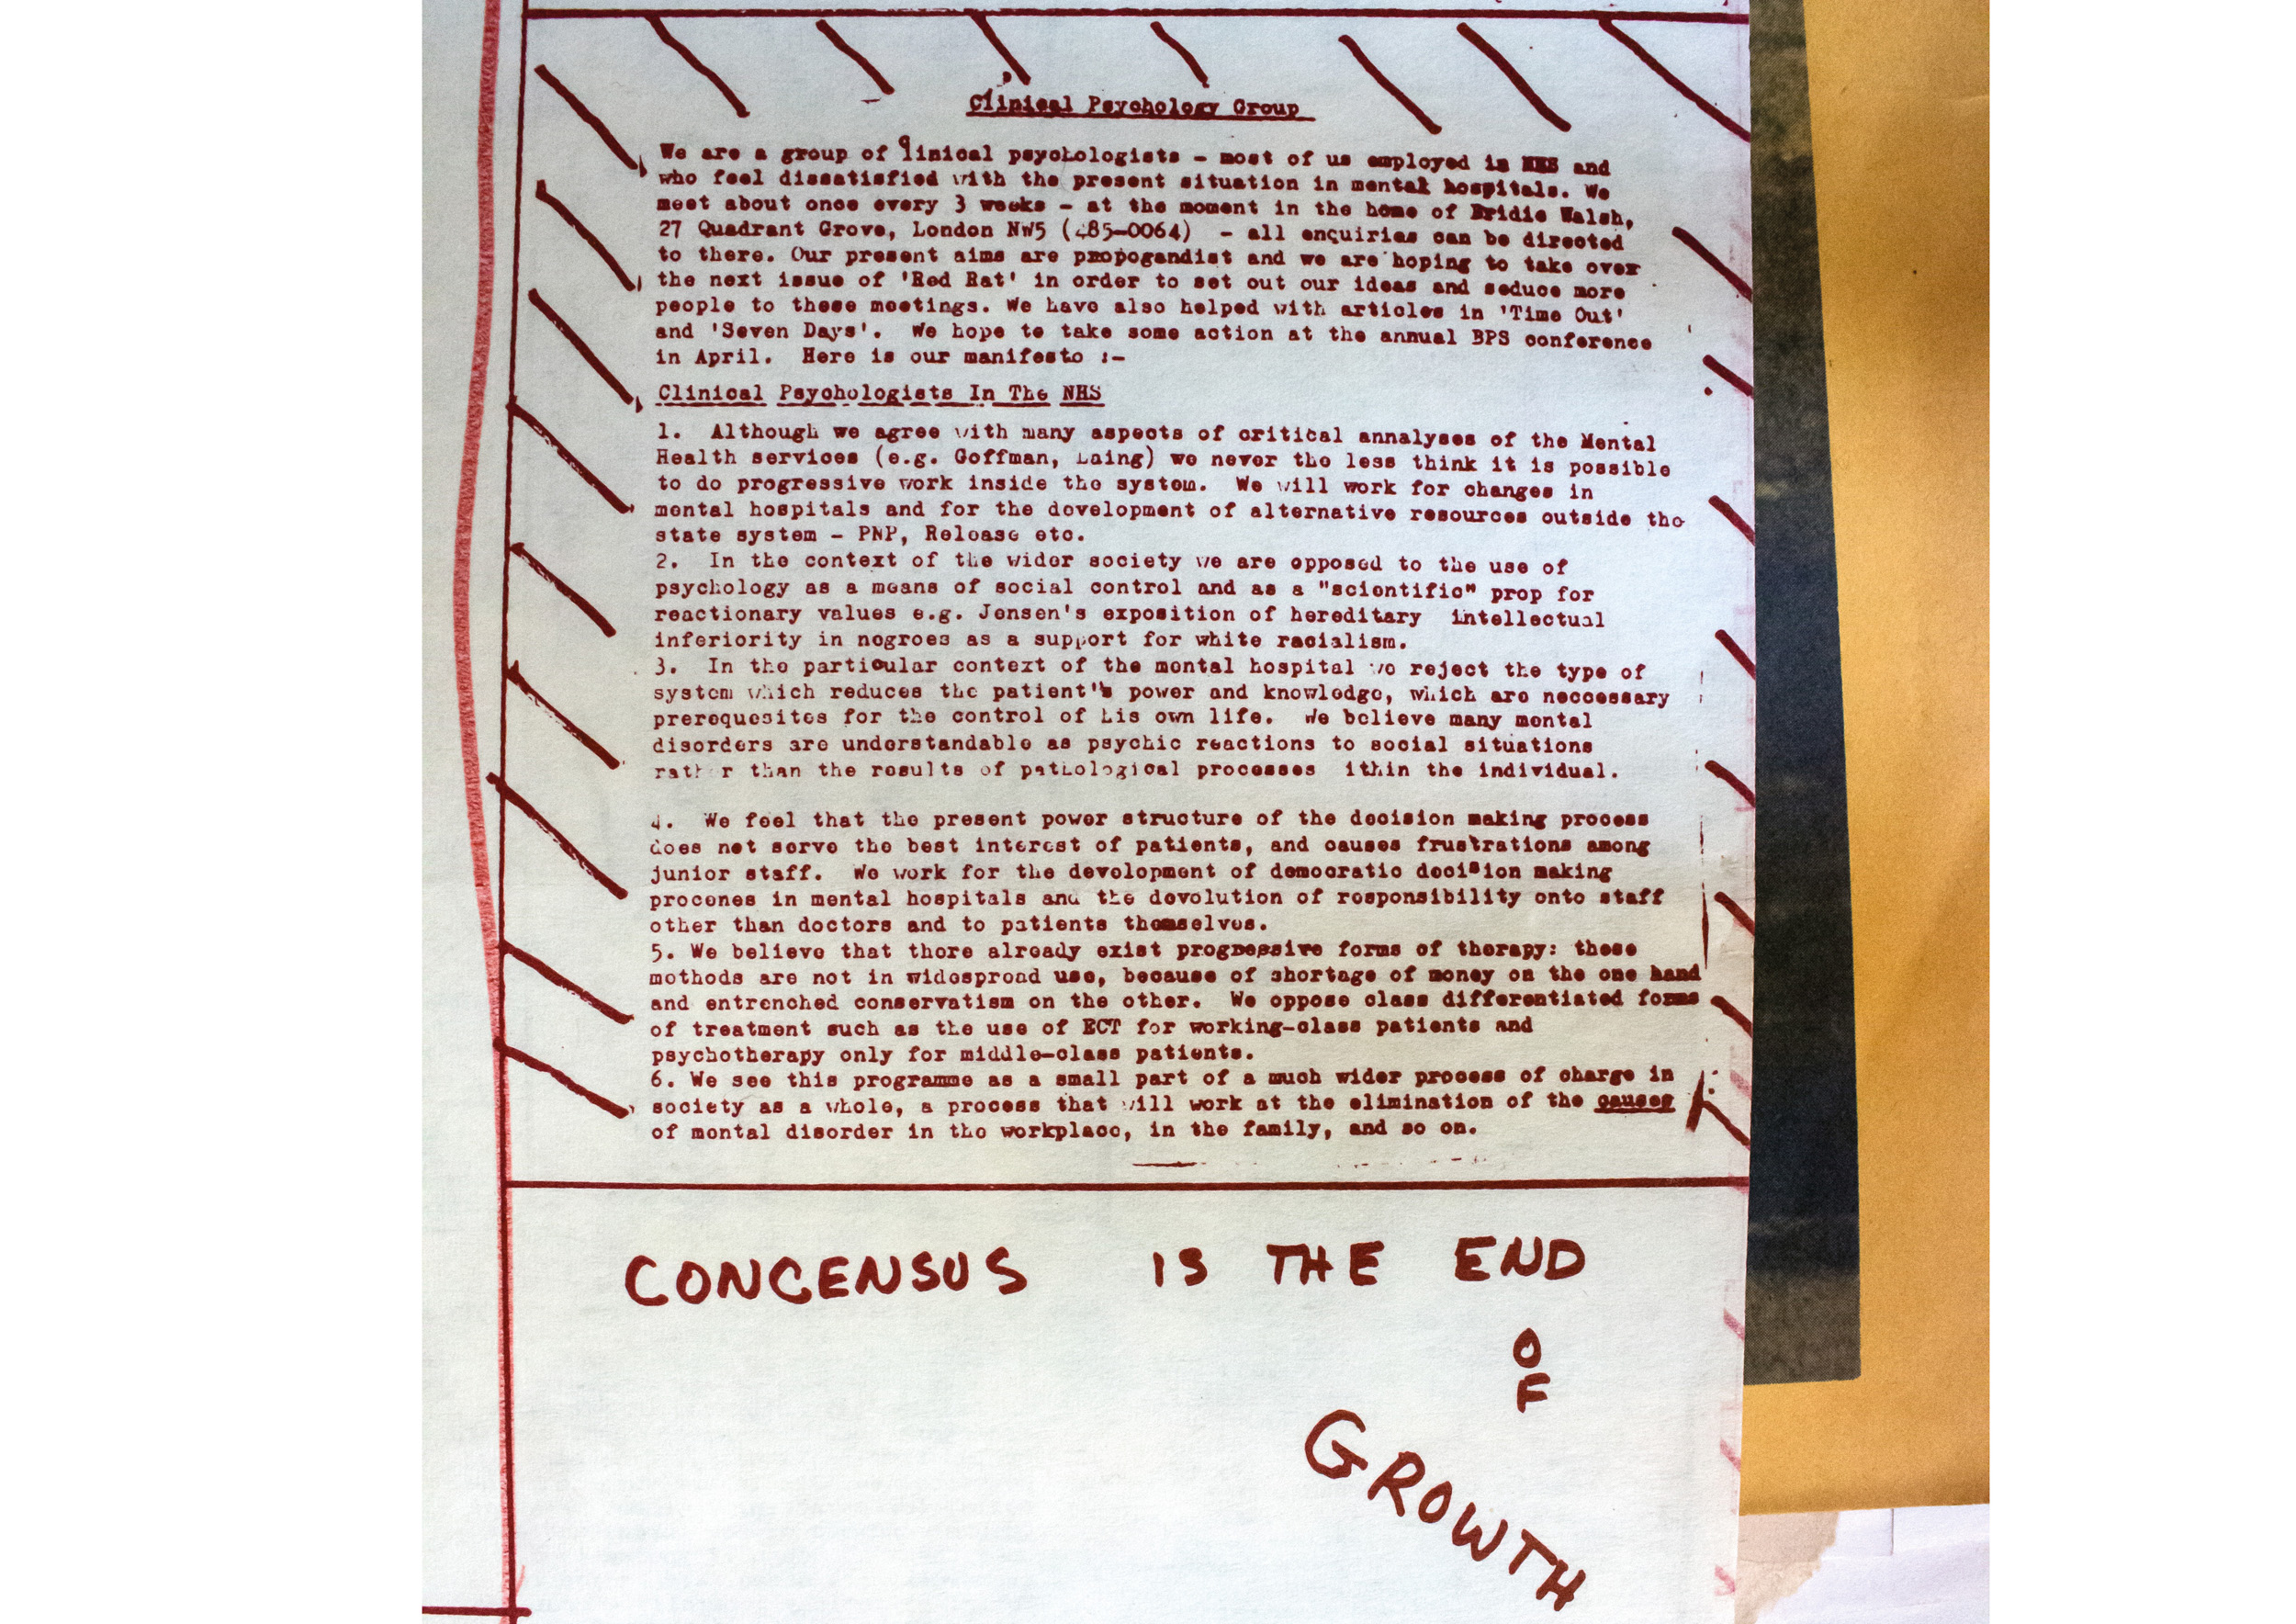 Clinical Psychology Group
We are a group of clinical psychologists - most of us employed in NHS and
who feel dissatisfied with the present situation in mental hospitals. We
meet about once every 3 weeks - at the moment in the home of Bridie Walsh,
27 Quadrant Grove, London NW5 (485-0064) - all enquiries can be directed
to there. Our present aims are propogandist and we are hoping to take over
the next issue of 'Red Rat' in order to set out our ideas and seduce more
people to these meetings. We have also helped with articles in 'Time Out'
and 'Seven Days'. We hope to take some action at the annual BPS conference
in April. Here is our manifesto :-
Clinical Psychologists In The NHS
1. Although we agree with many aspects of critical annalyses of the Mental
Health services (e.g. Goffman, Laing) we never the less think it is possible
to do progressive work inside the system. We will work for changes in
mental hospitals and for the development of alternative resources outside the
state system - PNP, Release etc.
2. In the context of the wider society we are opposed to the use of
psychology as a means of social control and as a "scientific" prop for
reactionary values e.g. Jensen's exposition of hereditary intellectual
inferiority in negroes as a support for white racialism.
3. In the particular context of the mental hospital we reject the type of
system which reduces the patient's power and knowledge, which are neccessary
prerequesites for the control of his own life. We believe many mental
disorders are understandable as psychic reactions to social situations
rather than the results of pathological processes ithin the individual.
4. We feel that the present power structure of the decision making process
does not serve the best interest of patients, and causes frustrations among
junior staff. We work for the development of democratic decision making
procenes in mental hospitals and the devolution of responsibility onto staff
other than doctors and to patients themselves.
5. We believe that there already exist progressive forms of therapy: these
methods are not in widespread use, because of shortage of money on the one hand
and entrenched conservatism on the other. We oppose class differentiated forms
of treatment such as the use of ECT for working-class patients and
psychotherapy only for middle-class patients.
6. We see this programme as a small part of a much wider process of charge in
society as a whole, a process that will work at the elimination of the causes
of mental disorder in the workplace, in the family, and so on.
CONCENSUS IS THE END
OF
GROWTH